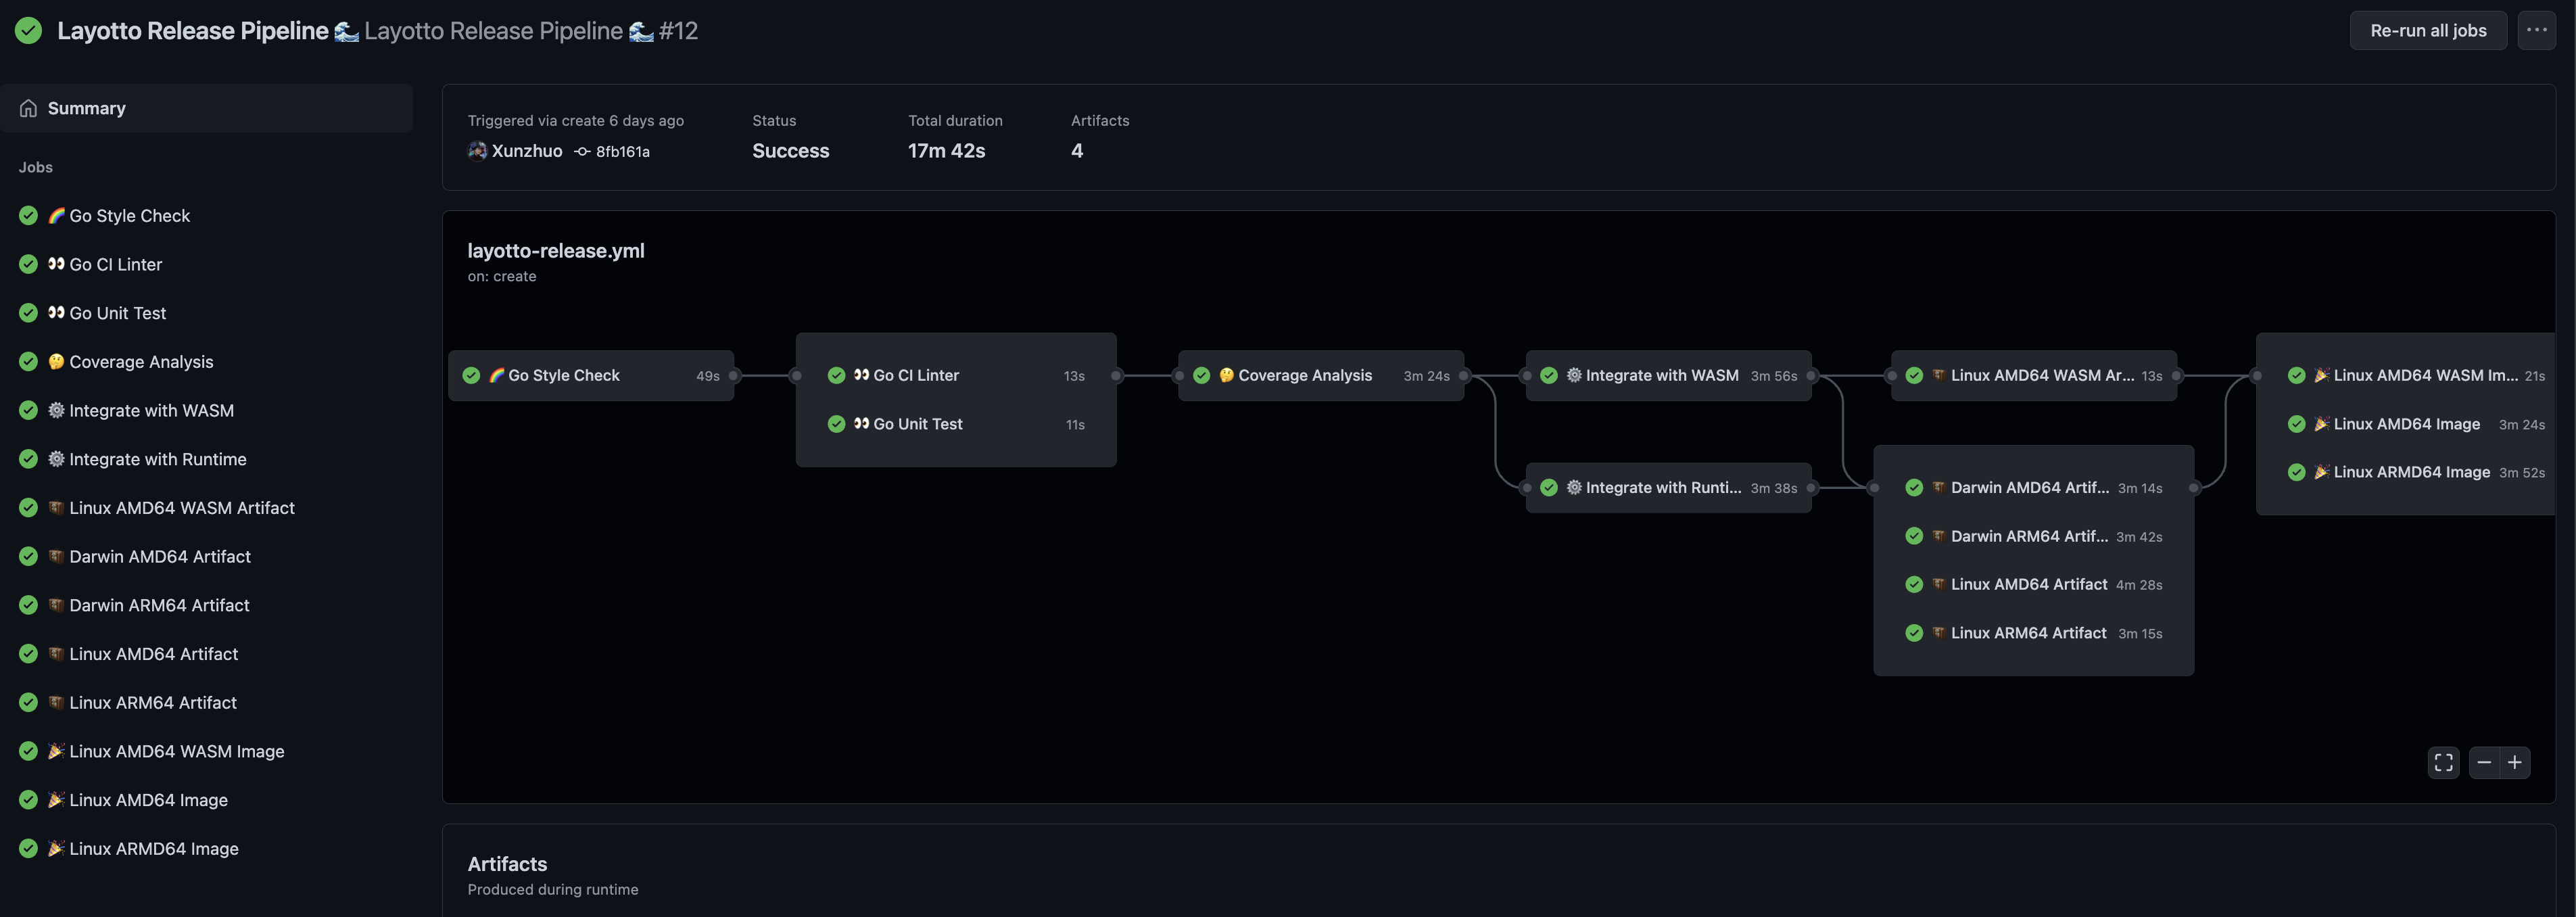 Layotto Release Pipeline 🌊 Layotto Release Pipeline 🌊 #12
Re-run all jobs
Summary
Jobs
🌈 Go Style Check
👀 Go CI Linter
👀 Go Unit Test
🤔 Coverage Analysis
⚙️ Integrate with WASM
⚙️ Integrate with Runtime
Linux AMD64 WASM Artifact
Darwin AMD64 Artifact
Darwin ARM64 Artifact
Linux AMD64 Artifact
Linux ARM64 Artifact
🎉 Linux AMD64 WASM Image
🎉 Linux AMD64 Image
🎉 Linux ARMD64 Image
Triggered via create 6 days ago
Xunzhuo 8fb161a
Status
Success
Total duration
17m 42s
Artifacts
4
layotto-release.yml
on: create
🌈 Go Style Check 49s
👀 Go CI Linter 13s
👀 Go Unit Test 11s
🤔 Coverage Analysis 3m 24s
⚙️ Integrate with WASM 3m 56s
⚙️ Integrate with Runti... 3m 38s
Linux AMD64 WASM Ar... 13s
Darwin AMD64 Artif... 3m 14s
Darwin ARM64 Artif... 3m 42s
Linux AMD64 Artifact 4m 28s
Linux ARM64 Artifact 3m 15s
🎉 Linux AMD64 WASM Im... 21s
🎉 Linux AMD64 Image 3m 24s
🎉 Linux ARMD64 Image 3m 52s
Artifacts
Produced during runtime